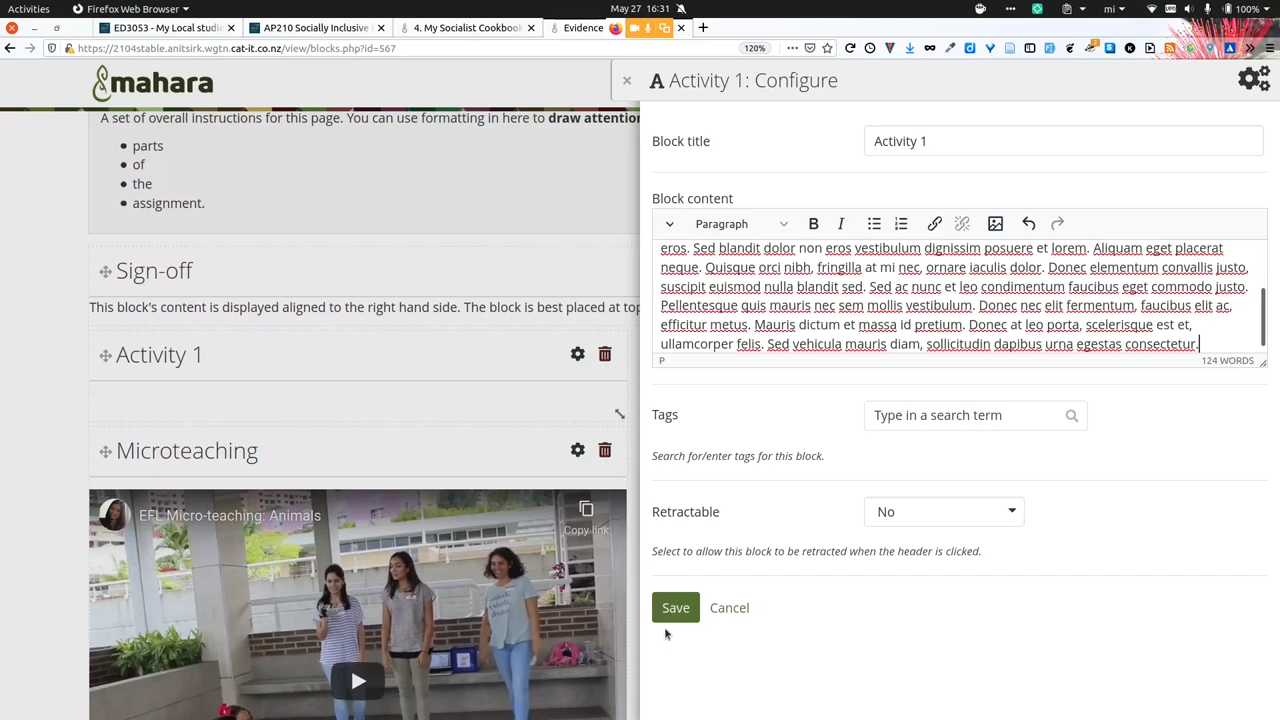 Activities
Firefox Web Browser
May 27 16:31
mi
100%
ED3053 - My Local studie
AP210 Socially Inclusive
4. My Socialist Cookbook
Evidence
https://2104stable.anitsirk.wgtn.cat-it.co.nz/view/blocks.php?id=567
120%
mahara
Activity 1: Configure
A set of overall instructions for this page. You can use formatting in here to draw attention
parts
of
the
assignment.
Sign-off
This block's content is displayed aligned to the right hand side. The block is best placed at top
Activity 1
Microteaching
EFL Micro-teaching: Animals
Copy link
Block title
Activity 1
Block content
Paragraph
B
I
eros. Sed blandit dolor non eros vestibulum dignissim posuere et lorem. Aliquam eget placerat
neque. Quisque orci nibh, fringilla at mi nec, ornare iaculis dolor. Donec elementum convallis justo,
suscipit euismod nulla blandit sed. Sed ac nunc et leo condimentum faucibus eget commodo justo.
Pellentesque quis mauris nec sem mollis vestibulum. Donec nec elit fermentum, faucibus elit ac,
efficitur metus. Mauris dictum et massa id pretium. Donec at leo porta, scelerisque est et,
ullamcorper felis. Sed vehicula mauris diam, sollicitudin dapibus urna egestas consectetur.
P
124 WORDS
Tags
Type in a search term
Search for/enter tags for this block.
Retractable
No
Select to allow this block to be retracted when the header is clicked.
Save
Cancel